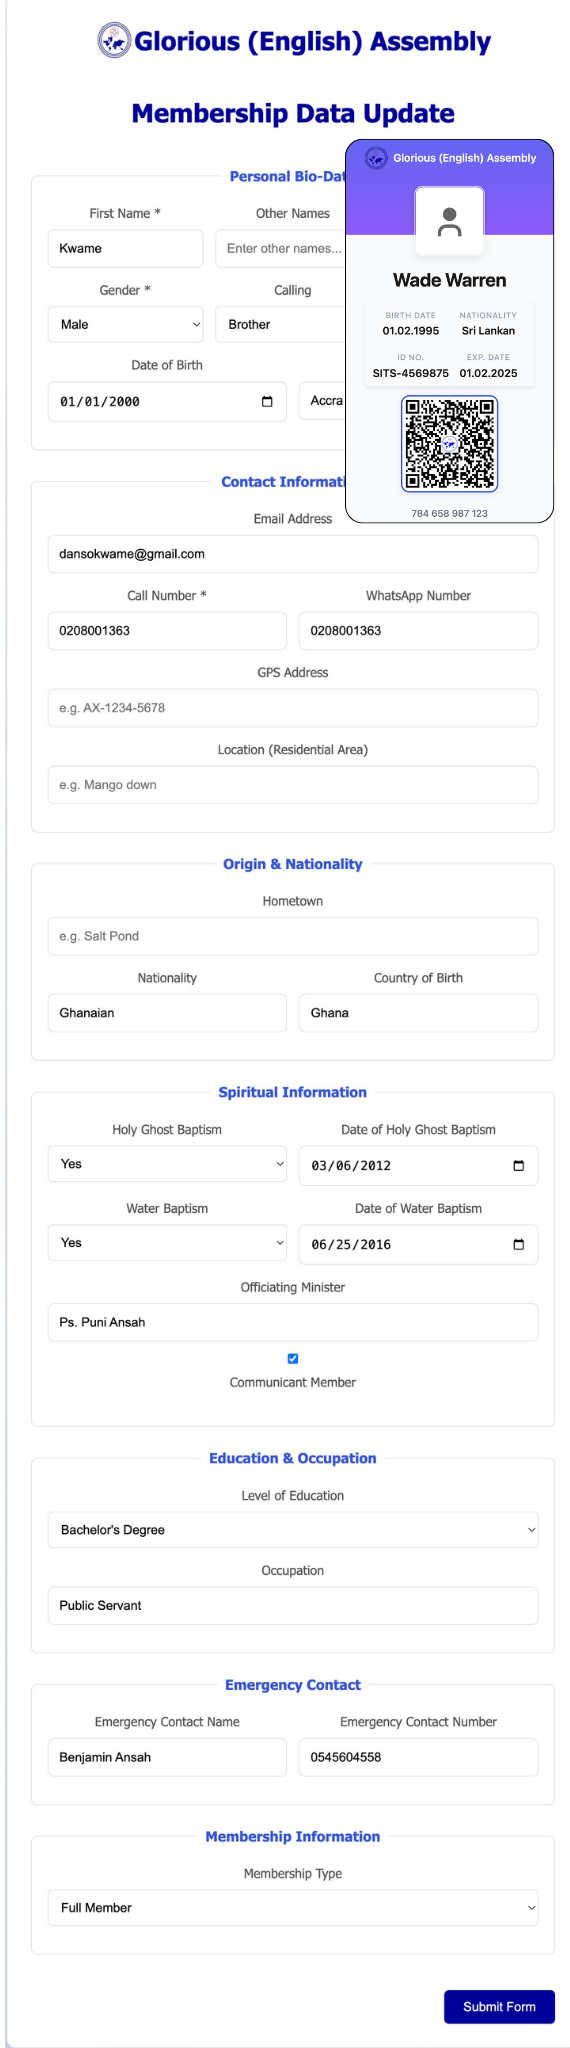 Glorious (English) Assembly
Membership Data Update
Personal Bio-Dat
First Name * Other Names
Kwame Enter other names...
Gender * Calling
Male Brother
Date of Birth
01/01/2000 Accra
Glorious (English) Assembly
Wade Warren
BIRTH DATE NATIONALITY
01.02.1995 Sri Lankan
ID NO. EXP. DATE
SITS-4569875 01.02.2025
784 658 987 123
Contact Informati
Email Address
dansokwame@gmail.com
Call Number * WhatsApp Number
0208001363 0208001363
GPS Address
e.g. AX-1234-5678
Location (Residential Area)
e.g. Mango down
Origin & Nationality
Hometown
e.g. Salt Pond
Nationality Country of Birth
Ghanaian Ghana
Spiritual Information
Holy Ghost Baptism Date of Holy Ghost Baptism
Yes 03/06/2012
Water Baptism Date of Water Baptism
Yes 06/25/2016
Officiating Minister
Ps. Puni Ansah
Communicant Member
Education & Occupation
Level of Education
Bachelor's Degree
Occupation
Public Servant
Emergency Contact
Emergency Contact Name Emergency Contact Number
Benjamin Ansah 0545604558
Membership Information
Membership Type
Full Member
Submit Form